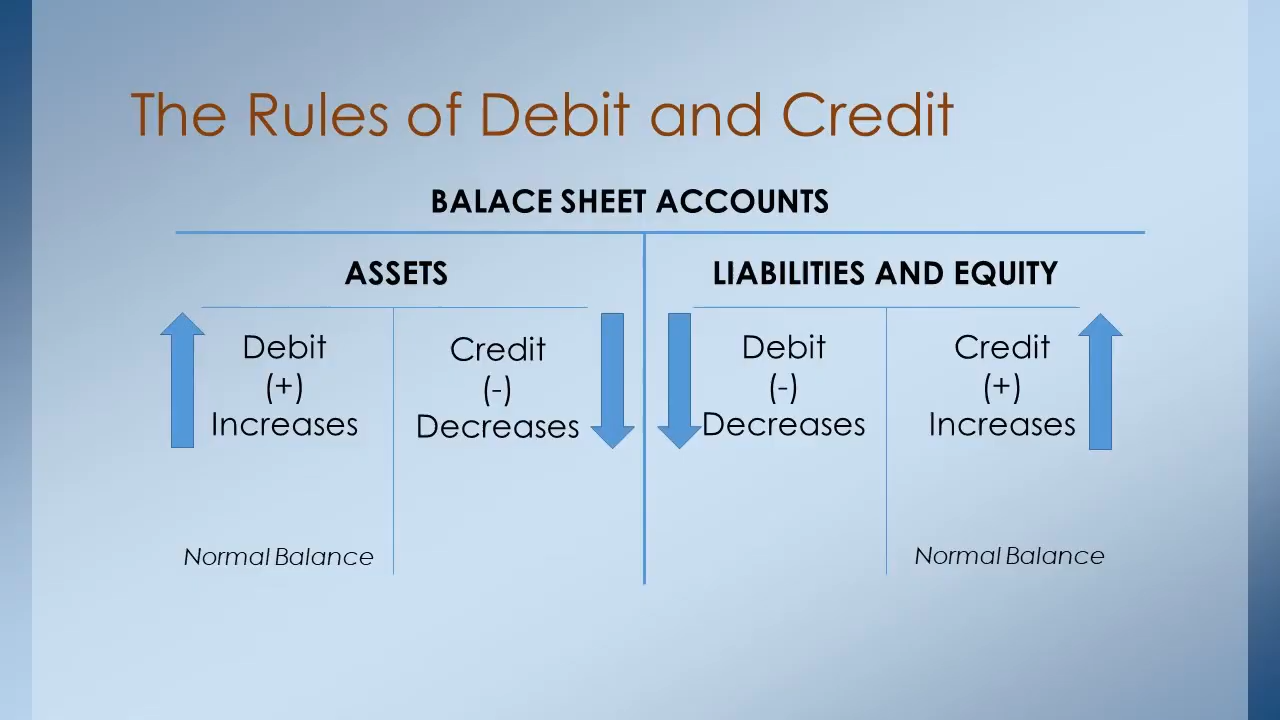 The Rules of Debit and Credit
BALACE SHEET ACCOUNTS
ASSETS
Debit
(+)
Increases
Normal Balance
Credit
(-)
Decreases
LIABILITIES AND EQUITY
Debit
(-)
Decreases
Credit
(+)
Increases
Normal Balance